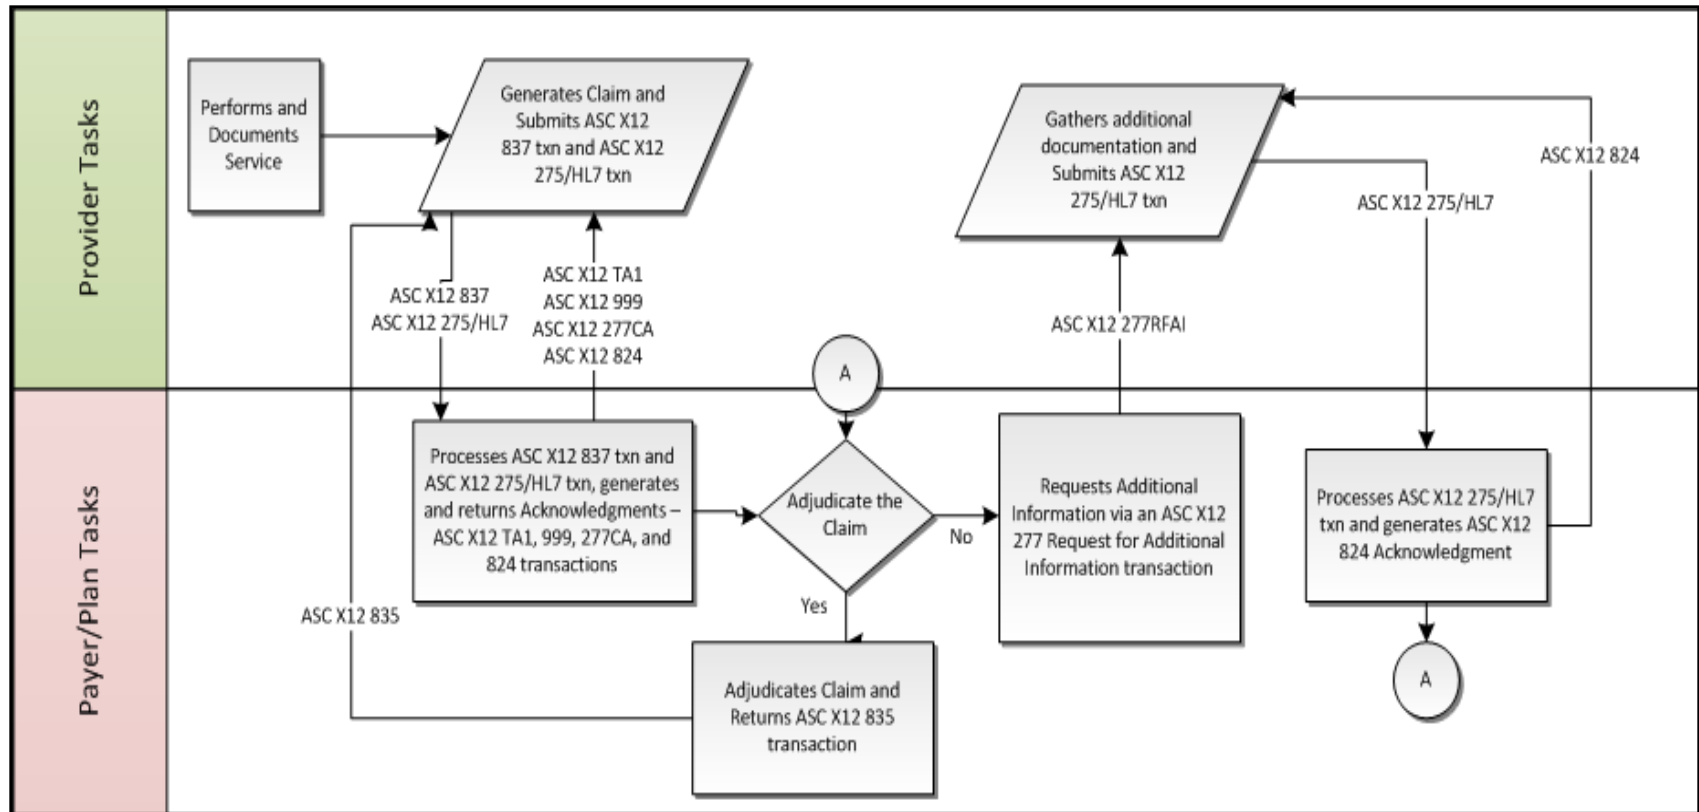 Provider Tasks
Performs and
Documents
Service
Generates Claim and
Submits ASC X12
837 txn and ASC X12
275/HL7 txn
Gathers additional
documentation and
Submits ASC X12
275/HL7 txn
ASC X12 824
ASC X12 275/HL7
ASC X12 837
ASC X12 275/HL7
ASC X12 TA1
ASC X12 999
ASC X12 277CA
ASC X12 824
ASC X12 277RFAI
A
Payer/Plan Tasks
Processes ASC X12 837 txn and
ASC X12 275/HL7 txn, generates
and returns Acknowledgments –
ASC X12 TA1, 999, 277CA, and
824 transactions
Adjudicate the
Claim
No
Yes
Requests Additional
Information via an ASC X12
277 Request for Additional
Information transaction
Processes ASC X12 275/HL7
txn and generates ASC X12
824 Acknowledgment
ASC X12 835
Adjudicates Claim and
Returns ASC X12 835
transaction
A